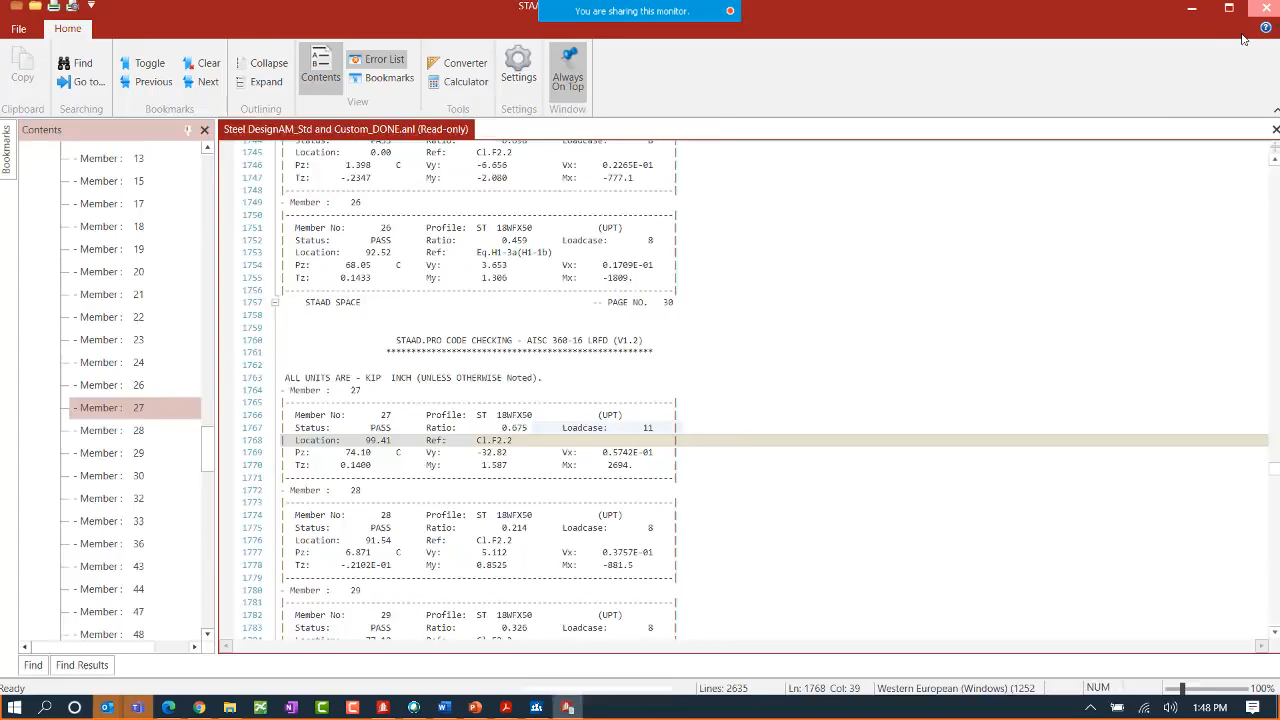 STAA
You are sharing this monitor.
File Home
Copy
Find
Go to...
Toggle
Previous
Clear
Next
Collapse
Expand
Contents
Error List
Bookmarks
Converter
Calculator
Settings
Always
On Top
Clipboard Searching Bookmarks Outlining View Tools Settings Window
Bookmarks
Contents
Steel DesignAM_Std and Custom_DONE.anl (Read-only)
- Member : 13
- Member : 15
- Member : 17
- Member : 18
- Member : 19
- Member : 20
- Member : 21
- Member : 22
- Member : 23
- Member : 24
- Member : 26
- Member : 27
- Member : 28
- Member : 29
- Member : 30
- Member : 32
- Member : 33
- Member : 36
- Member : 43
- Member : 44
- Member : 47
- Member : 48
1745 | Location: 0.00 Ref: Cl.F2.2 |
1746 | Pz: 1.398 C Vy: -6.656 Vx: 0.2265E-01 |
1747 | Tz: -.2347 My: -2.080 Mx: -777.1 |
1748 |-----------------------------------------------------------------------------|
1749 - Member : 26
1750 |-----------------------------------------------------------------------------|
1751 | Member No: 26 Profile: ST 18WFX50 (UPT) |
1752 | Status: PASS Ratio: 0.459 Loadcase: 8 |
1753 | Location: 92.52 Ref: Eq.H1-3a(H1-1b) |
1754 | Pz: 68.05 C Vy: 3.653 Vx: 0.1709E-01 |
1755 | Tz: 0.1433 My: 1.306 Mx: -1809. |
1756 |-----------------------------------------------------------------------------|
1757 STAAD SPACE -- PAGE NO. 30
1758
1759
1760 STAAD.PRO CODE CHECKING - AISC 360-16 LRFD (V1.2)
1761 *****************************************************
1762
1763 ALL UNITS ARE - KIP INCH (UNLESS OTHERWISE Noted).
1764 - Member : 27
1765 |-----------------------------------------------------------------------------|
1766 | Member No: 27 Profile: ST 18WFX50 (UPT) |
1767 | Status: PASS Ratio: 0.675 Loadcase: 11 |
1768 | Location: 99.41 Ref: Cl.F2.2 |
1769 | Pz: 74.10 C Vy: -32.82 Vx: 0.5742E-01 |
1770 | Tz: 0.1400 My: 1.587 Mx: 2694. |
1771 |-----------------------------------------------------------------------------|
1772 - Member : 28
1773 |-----------------------------------------------------------------------------|
1774 | Member No: 28 Profile: ST 18WFX50 (UPT) |
1775 | Status: PASS Ratio: 0.214 Loadcase: 8 |
1776 | Location: 91.54 Ref: Cl.F2.2 |
1777 | Pz: 6.871 C Vy: 5.112 Vx: 0.3757E-01 |
1778 | Tz: -.2102E-01 My: 0.8525 Mx: -881.5 |
1779 |-----------------------------------------------------------------------------|
1780 - Member : 29
1781 |-----------------------------------------------------------------------------|
1782 | Member No: 29 Profile: ST 18WFX50 (UPT) |
1783 | Status: PASS Ratio: 0.326 Loadcase: 8 |
Find Find Results
Ready Lines: 2635 Ln: 1768 Col: 39 Western European (Windows) (1252 NUM 100%
1:48 PM